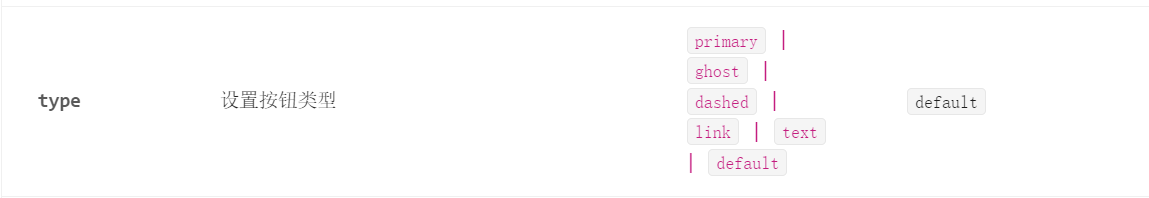 primary |
ghost |
type 设置按钮类型 dashed | default
link | text
| default